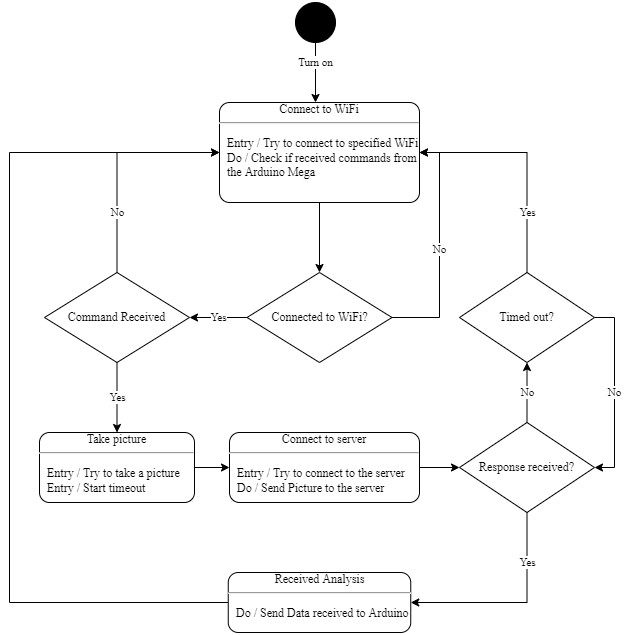 Turn on
Connect to WiFi
Entry / Try to connect to specified WiFi
Do / Check if received commands from
the Arduino Mega
No
Yes
No
Command Received
Yes
Connected to WiFi?
Timed out?
Yes
No
No
Take picture
Entry / Try to take a picture
Entry / Start timeout
Connect to server
Entry / Try to connect to the server
Do / Send Picture to the server
Response received?
Yes
Received Analysis
Do / Send Data received to Arduino